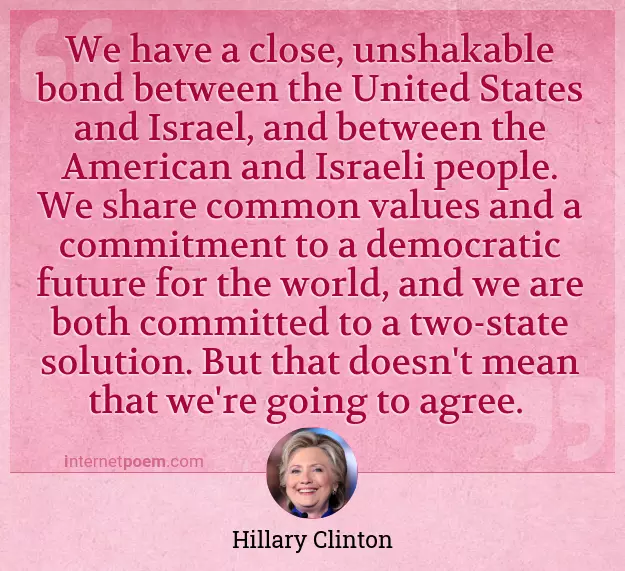 We have a close, unshakable
bond between the United States
and Israel, and between the
American and Israeli people.
We share common values and a
commitment to a democratic
future for the world, and we are
both committed to a two-state
solution. But that doesn't mean
that we're going to agree.
internetpoem.com
Hillary Clinton